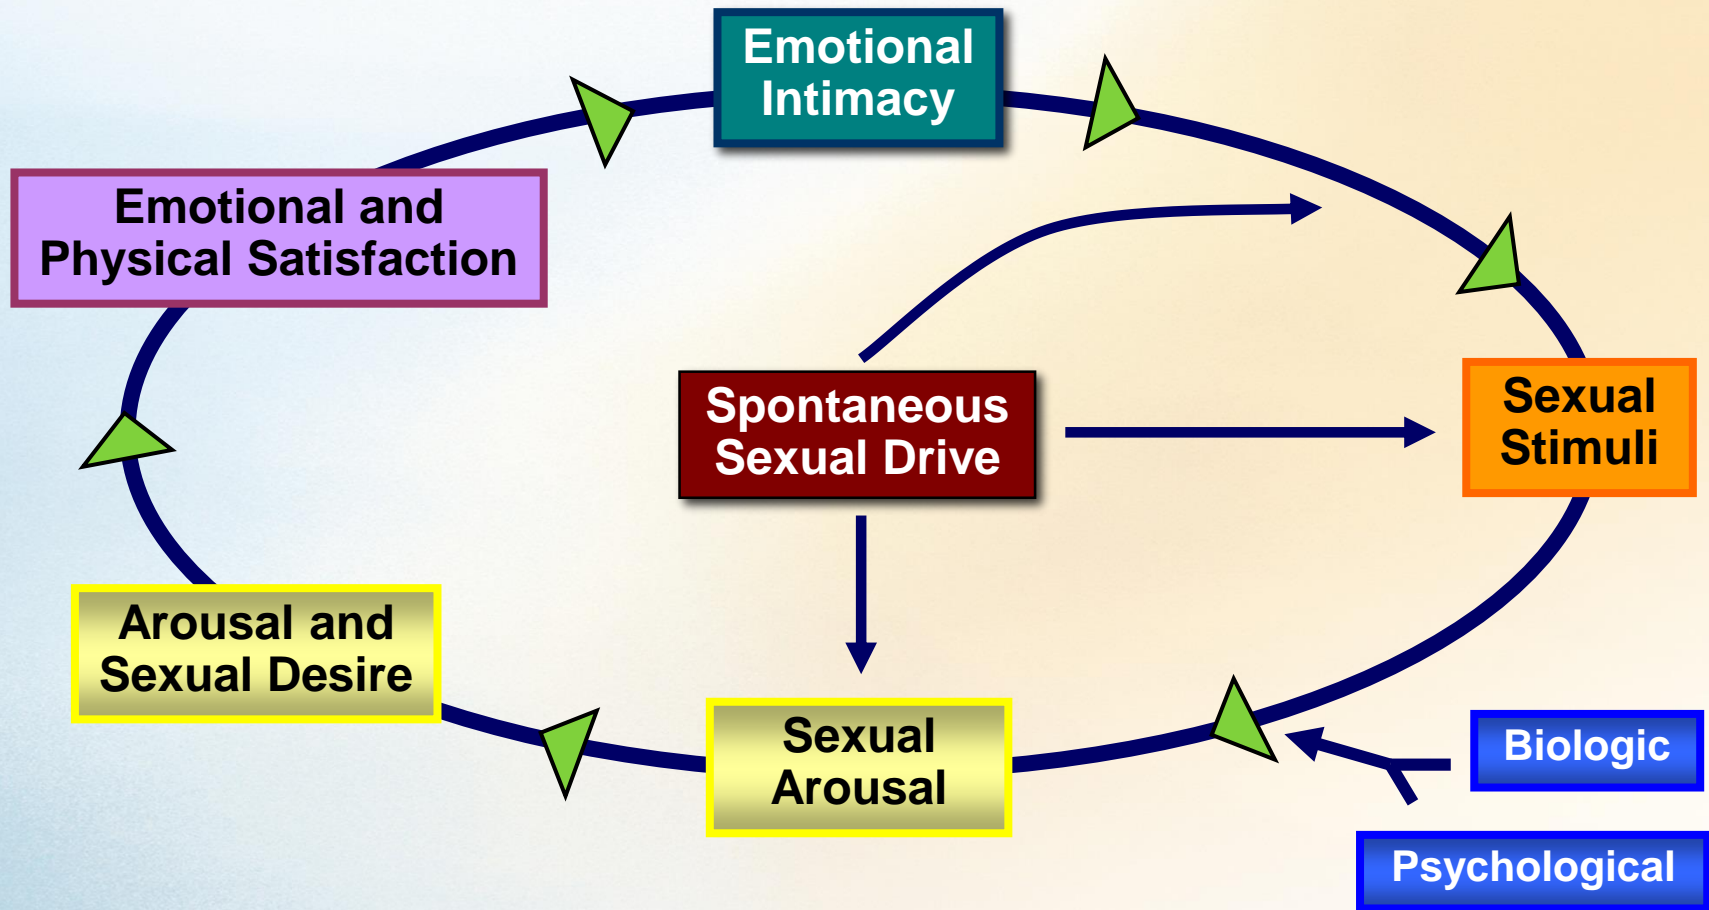 Emotional
Intimacy
Emotional and
Physical Satisfaction
Spontaneous
Sexual Drive
Sexual
Stimuli
Arousal and
Sexual Desire
Sexual
Arousal
Biologic
Psychological